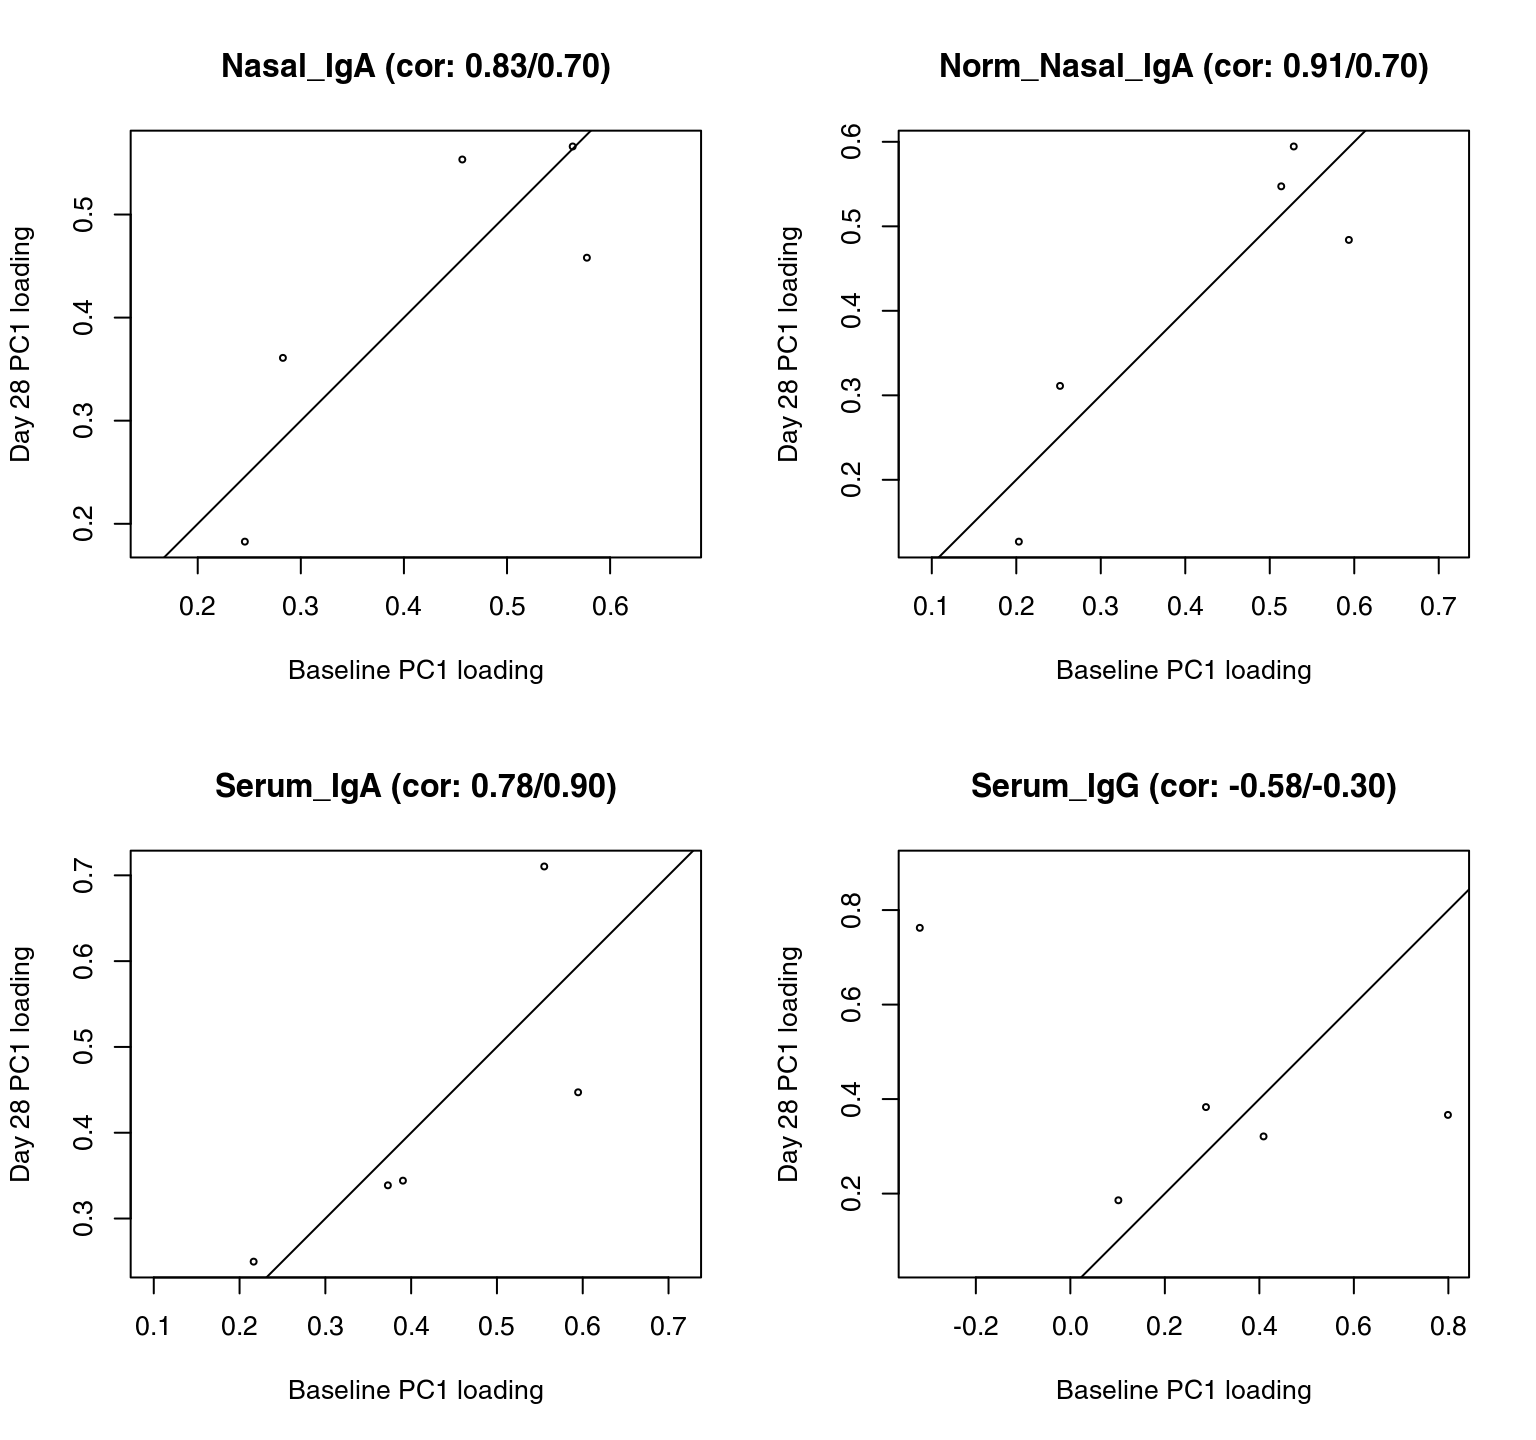 Nasal_IgA (cor: 0.83/0.70)
Day 28 PC1 loading
0.5
0.4
0.3
0.2
0.2 0.3 0.4 0.5 0.6
Baseline PC1 loading
Norm_Nasal_IgA (cor: 0.91/0.70)
Day 28 PC1 loading
0.6
0.5
0.4
0.3
0.2
0.1 0.2 0.3 0.4 0.5 0.6 0.7
Baseline PC1 loading
Serum_IgA (cor: 0.78/0.90)
Day 28 PC1 loading
0.7
0.6
0.5
0.4
0.3
0.1 0.2 0.3 0.4 0.5 0.6 0.7
Baseline PC1 loading
Serum_IgG (cor: -0.58/-0.30)
Day 28 PC1 loading
0.8
0.6
0.4
0.2
-0.2 0.0 0.2 0.4 0.6 0.8
Baseline PC1 loading